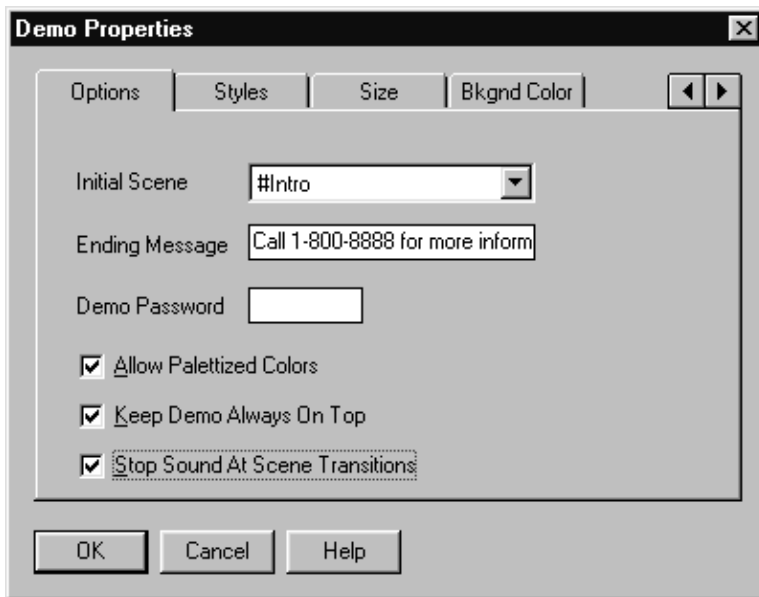 Demo Properties
Options Styles Size Bkgnd Color
Initial Scene #Intro
Ending Message Call 1-800-8888 for more inform
Demo Password
Allow Palettized Colors
Keep Demo Always On Top
Stop Sound At Scene Transitions
OK Cancel Help